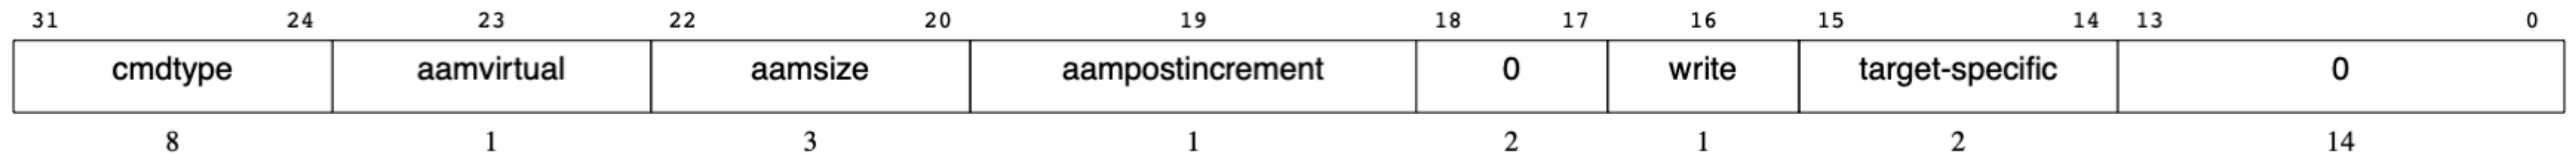 31 24 23 22 20 19 18 17 16 15 14 13 0
cmdtype aamvirtual aamsize aampostincrement 0 write target-specific 0
8 1 3 1 2 1 2 14